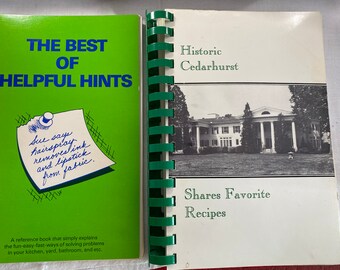 THE BEST
OF
HELPFUL HINTS
Sue says
Hairspray
removes ink
and lipstick
from fabric.
A reference book that simply explains
the fun-easy fast ways of solving problems
in your kitchen, yard, bathroom, and etc.
Historic
Cedarhurst
Shares Favorite
Recipes